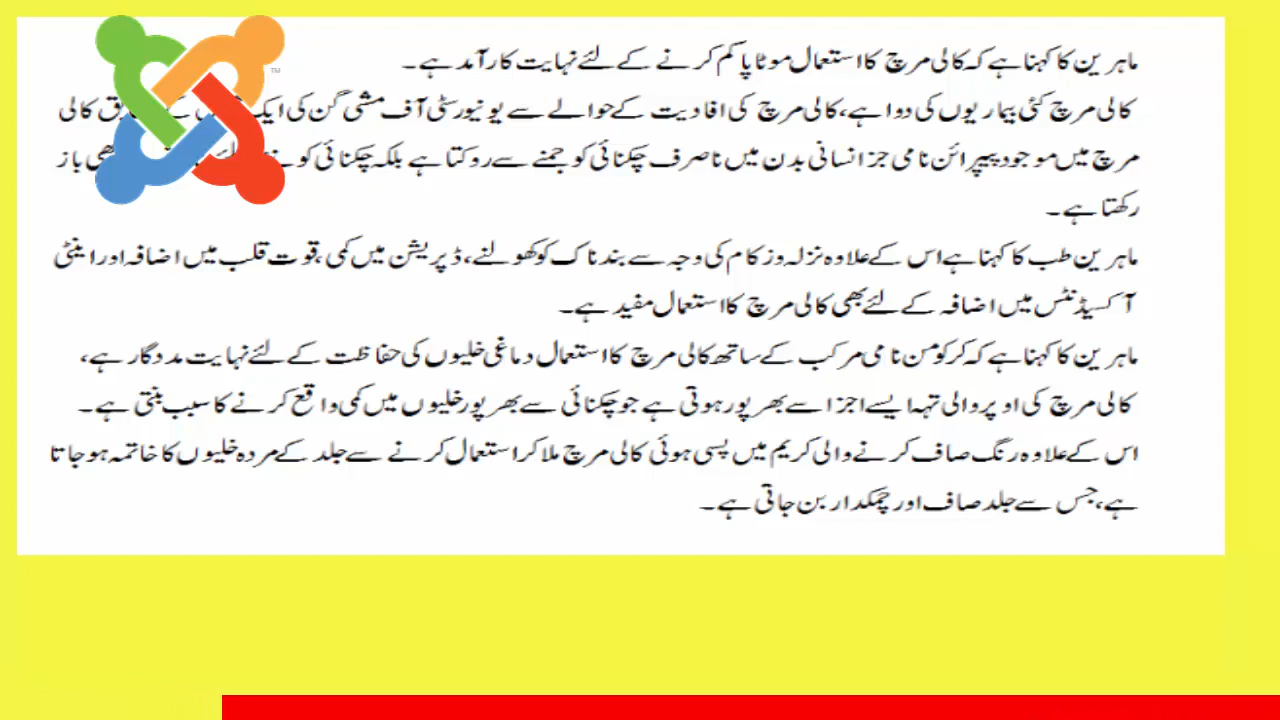 ماہرین کا کہنا ہے کہ کالی مرچ کا استعمال موٹاپا کم کرنے کے لئے نہایت کارآمد ہے۔
کالی مرچ کئی بیماریوں کی دوا ہے، کالی مرچ کی افادیت کے حوالے سے یونیورسٹی آف مشی گن کی ایک کالی
مرچ میں موجود پیپرائن نامی جز انسانی بدن میں نا صرف چکنائی کو جمنے سے روکتا ہے بلکہ چکنائی کو بھی باز
رکھتا ہے۔
ماہرین طب کا کہنا ہے اس کے علاوہ نزلہ و زکام کی وجہ سے بند ناک کو کھولنے، ڈپریشن میں کمی، قوت قلب میں اضافہ اور اینٹی
آکسیڈنٹس میں اضافہ کے لئے بھی کالی مرچ کا استعمال مفید ہے۔
ماہرین کا کہنا ہے کہ کرکومن نامی مرکب کے ساتھ کالی مرچ کا استعمال دماغی خلیوں کی حفاظت کے لئے نہایت مددگار ہے،
کالی مرچ کی اوپر والی تہہ ایسے اجزا سے بھرپور ہوتی ہے جو چکنائی سے بھرپور خلیوں میں کمی واقع کرنے کا سبب بنتی ہے۔
اس کے علاوہ رنگ صاف کرنے والی کریم میں پسی ہوئی کالی مرچ ملا کر استعمال کرنے سے جلد کے مردہ خلیوں کا خاتمہ ہو جاتا
ہے، جس سے جلد صاف اور چمکدار بن جاتی ہے۔